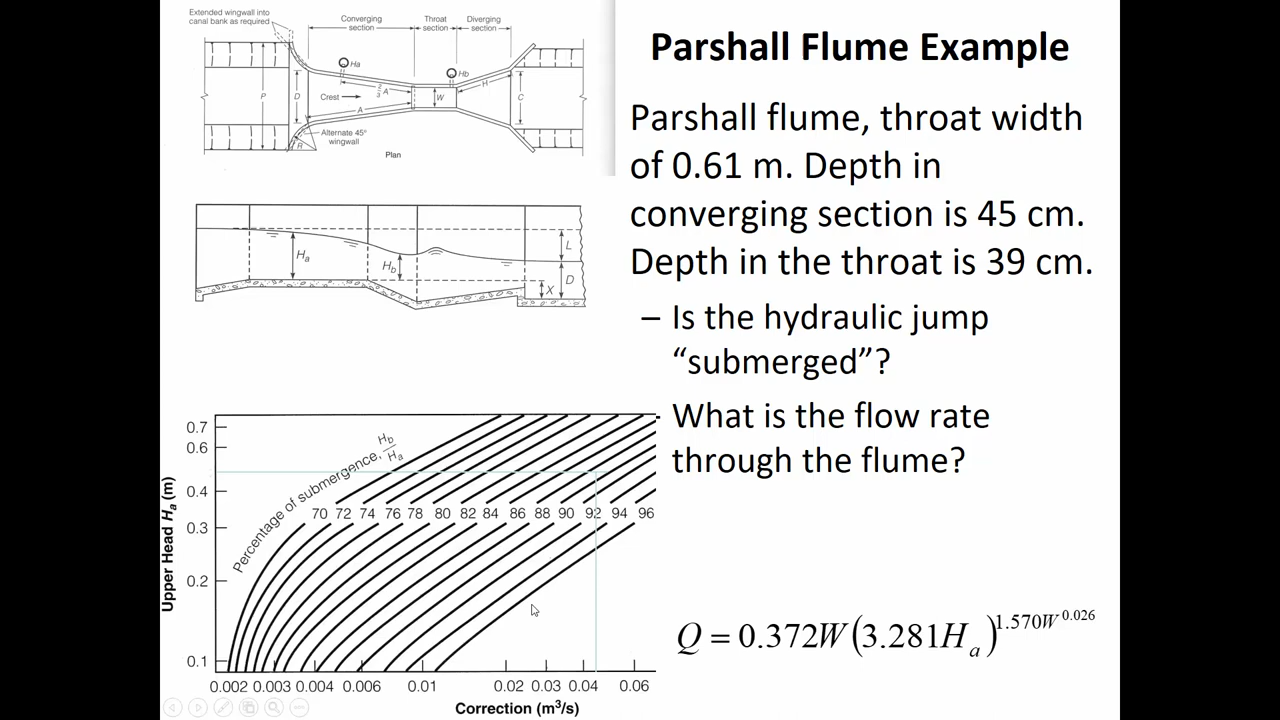 Extended wingwall into
canal bank as required
Converging
section
Throat
section
Diverging
section
Ha
Hb
2/3 A
H
P
D
Crest
W
C
A
Alternate 45°
wingwall
R
Plan
Ha
Hb
L
D
X
Parshall Flume Example
Parshall flume, throat width
of 0.61 m. Depth in
converging section is 45 cm.
Depth in the throat is 39 cm.
– Is the hydraulic jump
“submerged”?
- What is the flow rate
through the flume?
Q = 0.372W(3.281Ha)^1.570W^0.026
Upper Head Ha (m)
0.7
0.6
0.4
0.3
0.2
0.1
Percentage of submergence, Hb/Ha
70 72 74 76 78 80 82 84 86 88 90 92 94 96
0.002 0.003 0.004 0.006 0.01 0.02 0.03 0.04 0.06
Correction (m³/s)